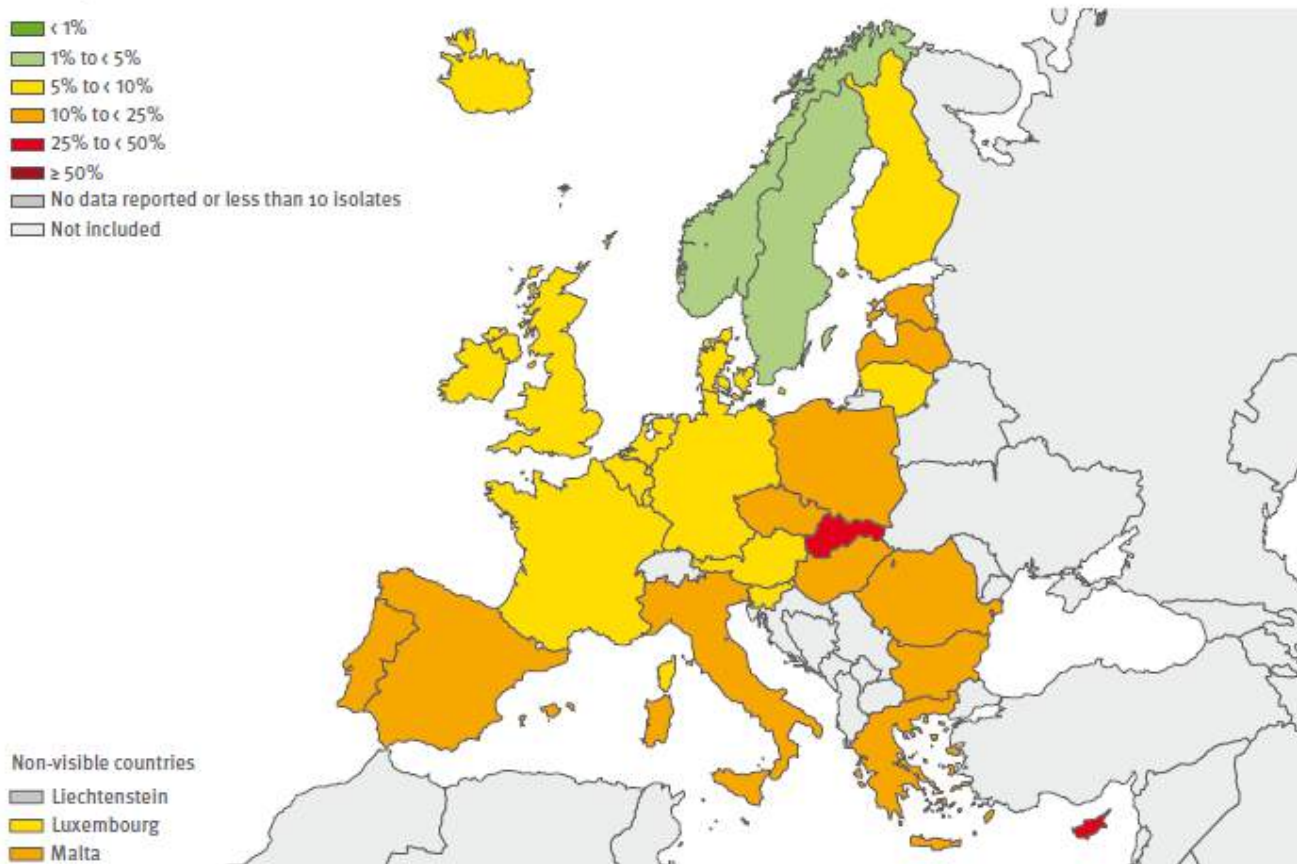 < 1%
1% to < 5%
5% to < 10%
10% to < 25%
25% to < 50%
≥ 50%
No data reported or less than 10 isolates
Not included
Non-visible countries
Liechtenstein
Luxembourg
Malta